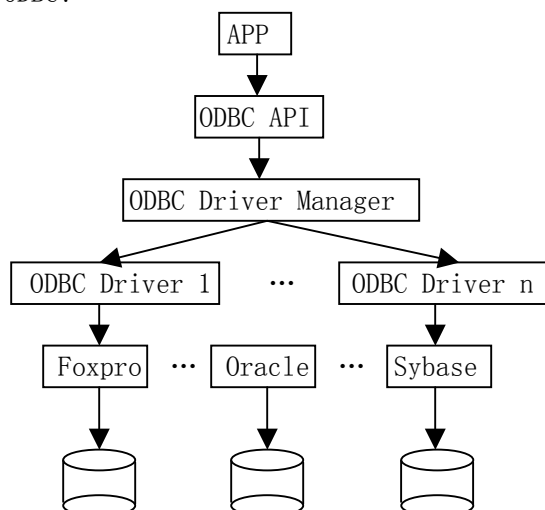 ODBC:
APP
ODBC API
ODBC Driver Manager
ODBC Driver 1 … ODBC Driver n
Foxpro … Oracle … Sybase